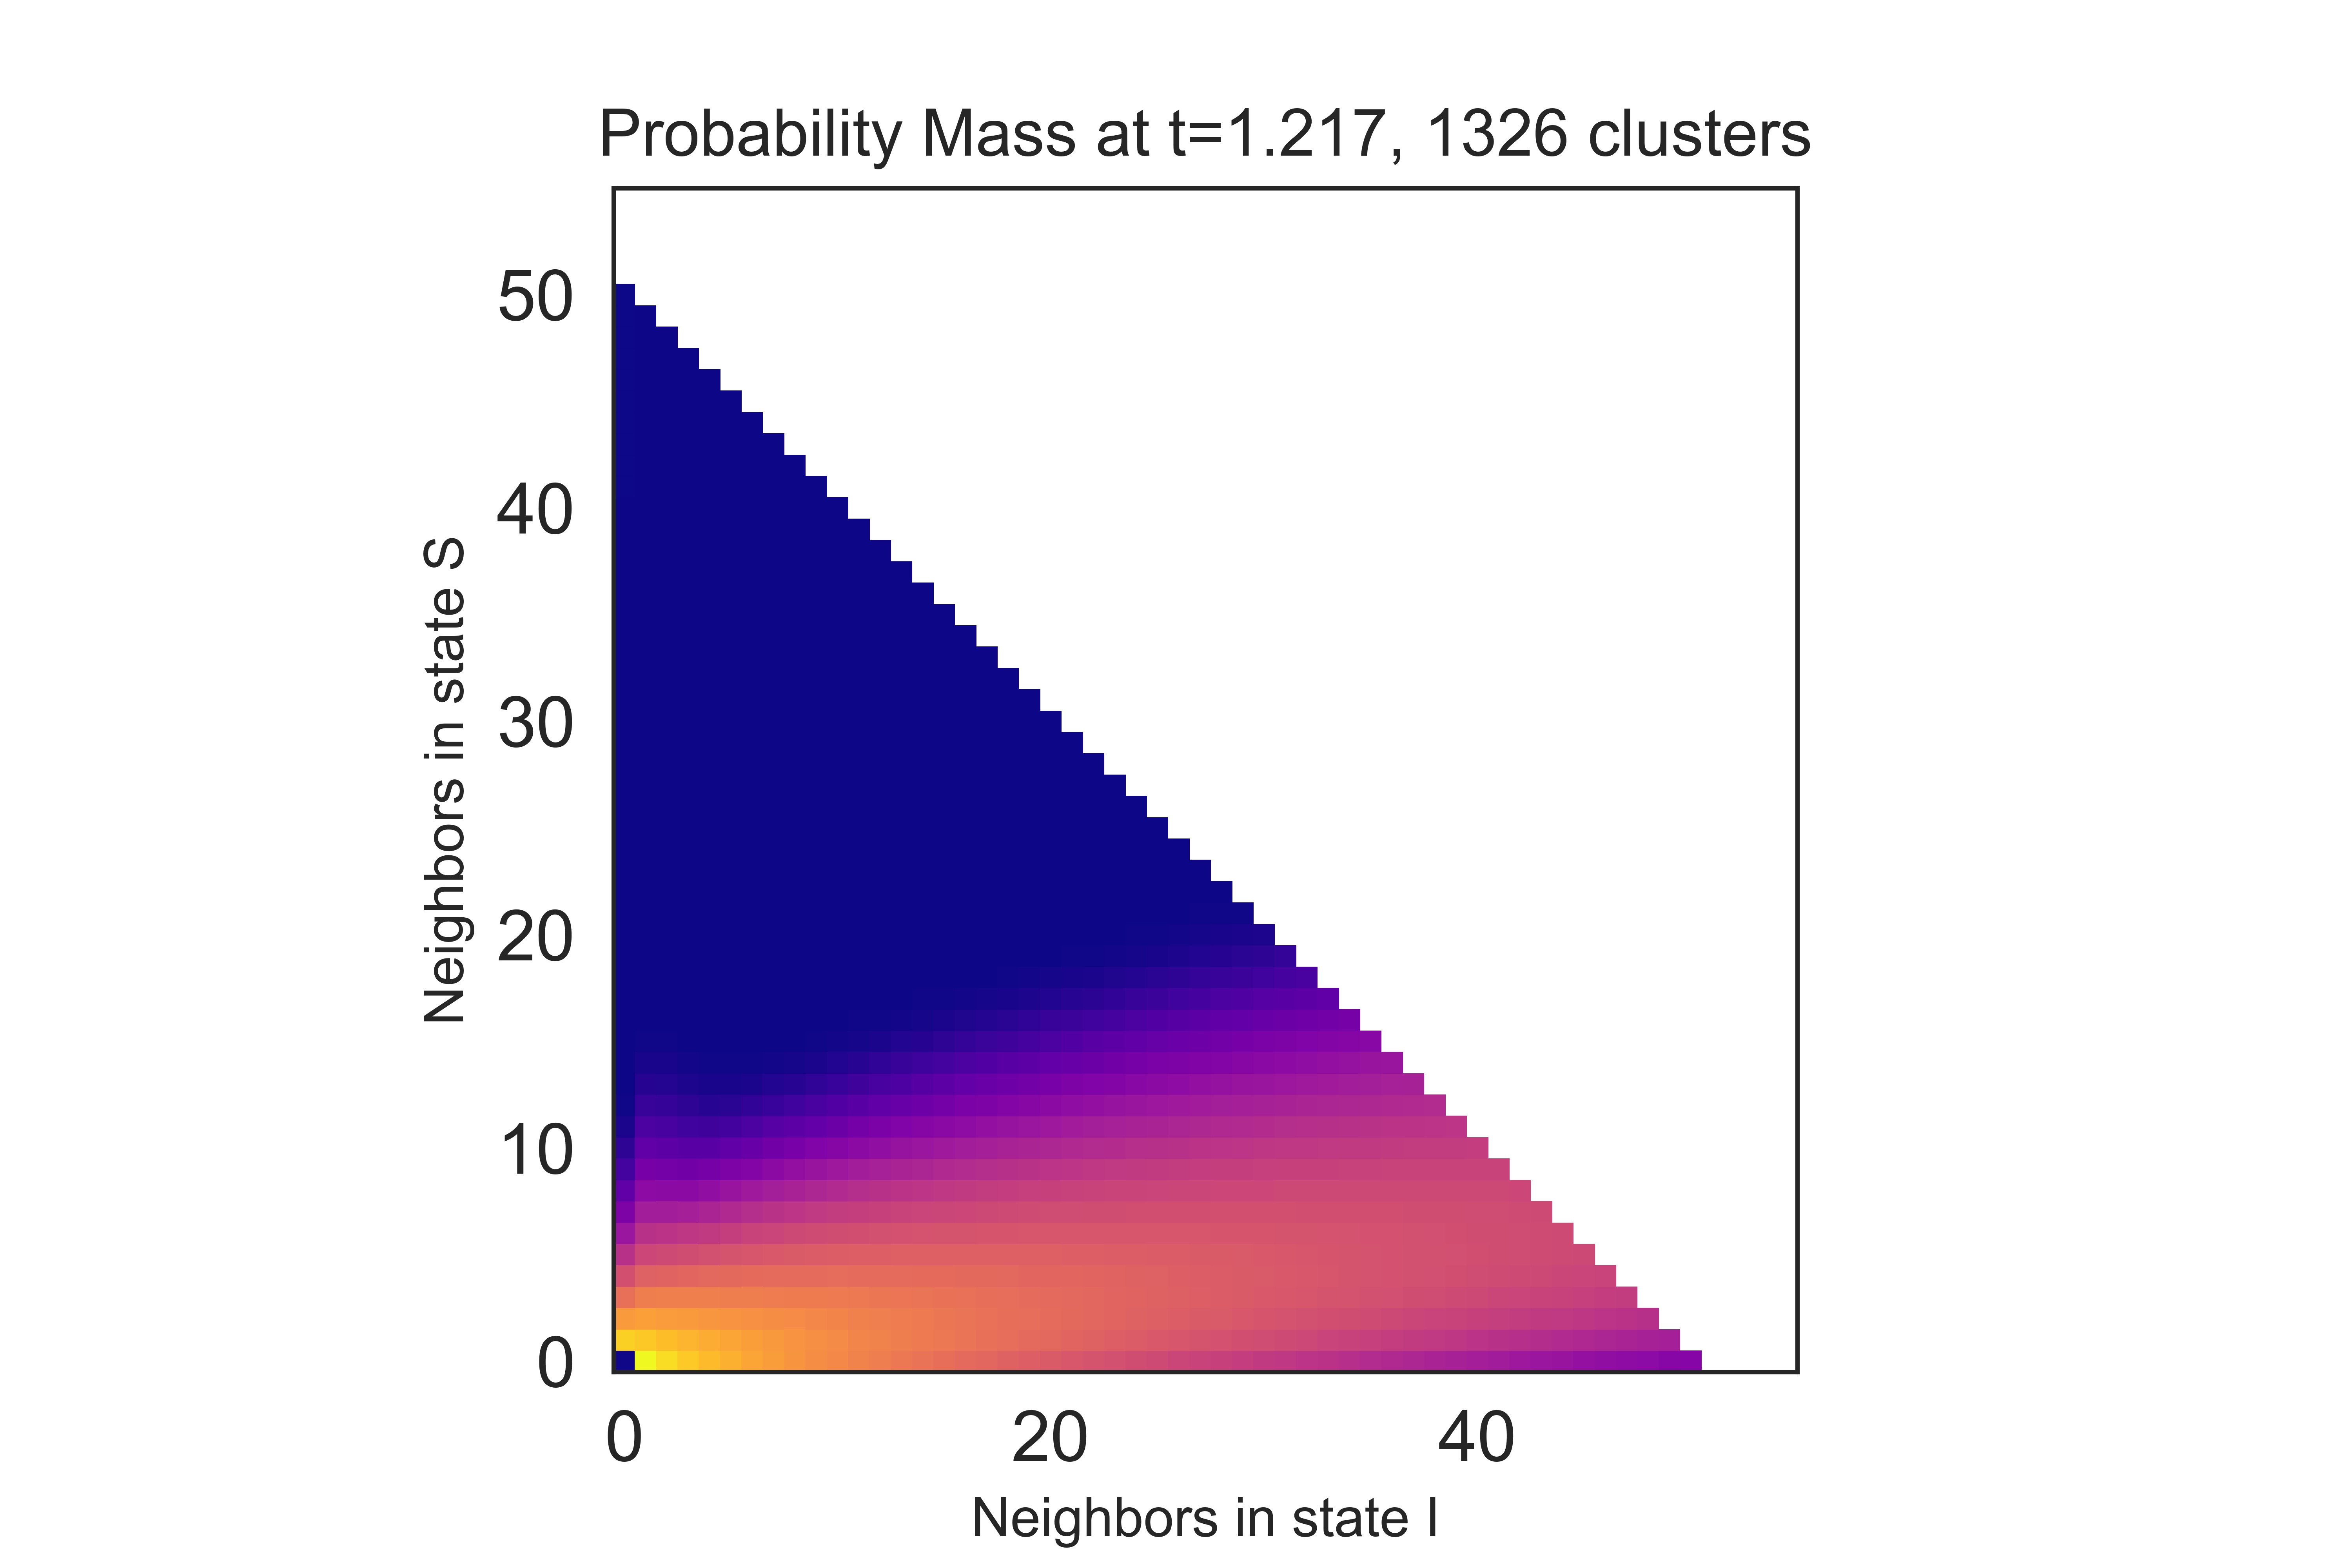 Probability Mass at t=1.217, 1326 clusters
50
40
30
20
10
0
Neighbors in state S
0 20 40
Neighbors in state I